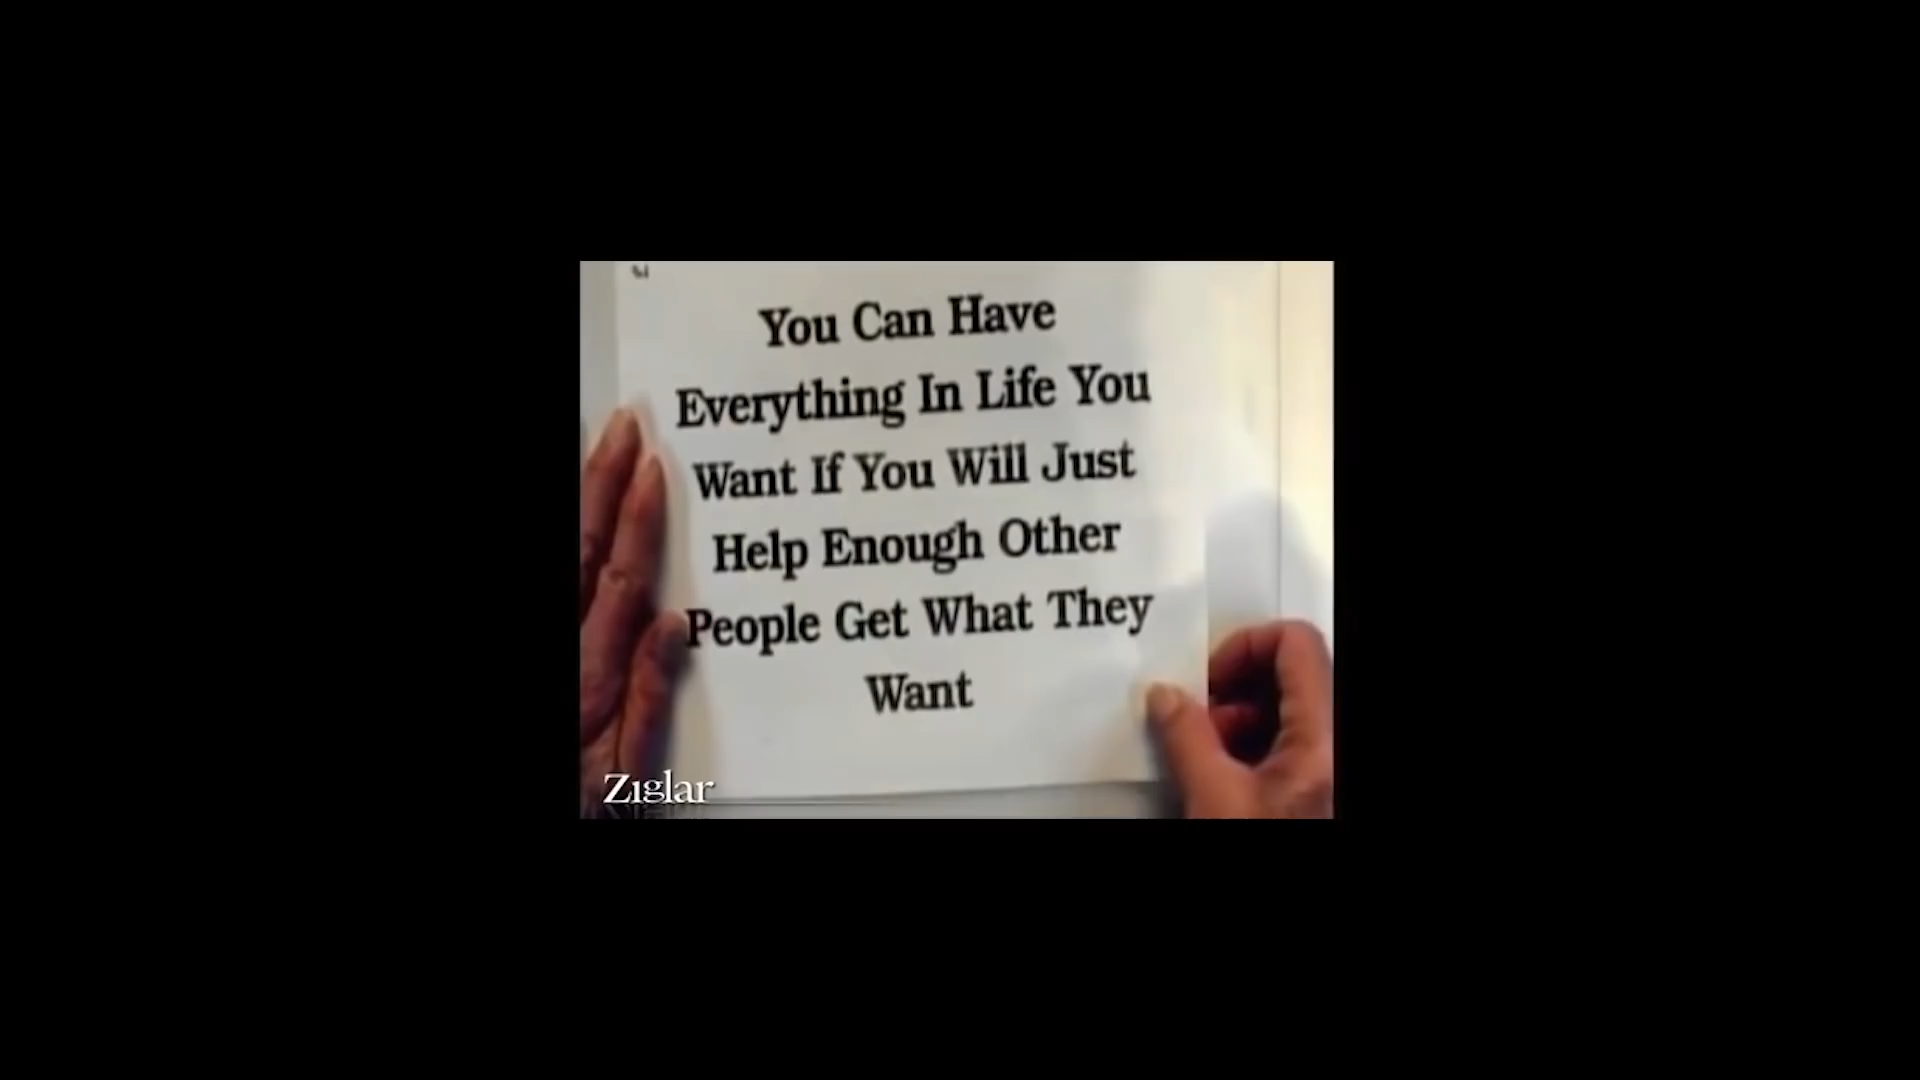 You Can Have
Everything In Life You
Want If You Will Just
Help Enough Other
People Get What They
Want
Ziglar